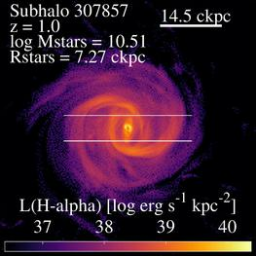 Subhalo 307857
14.5 ckpc
z = 1.0
log Mstars = 10.51
Rstars = 7.27 ckpc
L(H-alpha) [log erg s⁻¹ kpc⁻²]
37 38 39 40